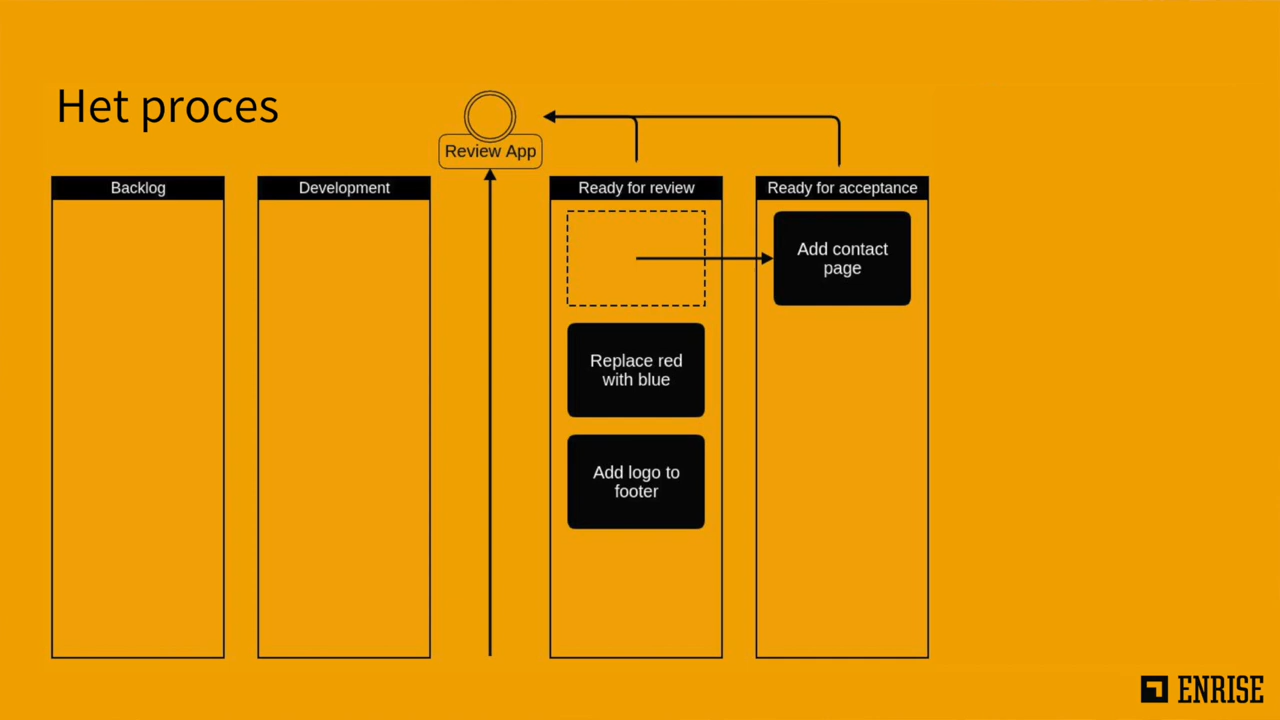 Het proces
Review App
Backlog
Development
Ready for review
Ready for acceptance
Add contact
page
Replace red
with blue
Add logo to
footer
ENRISE